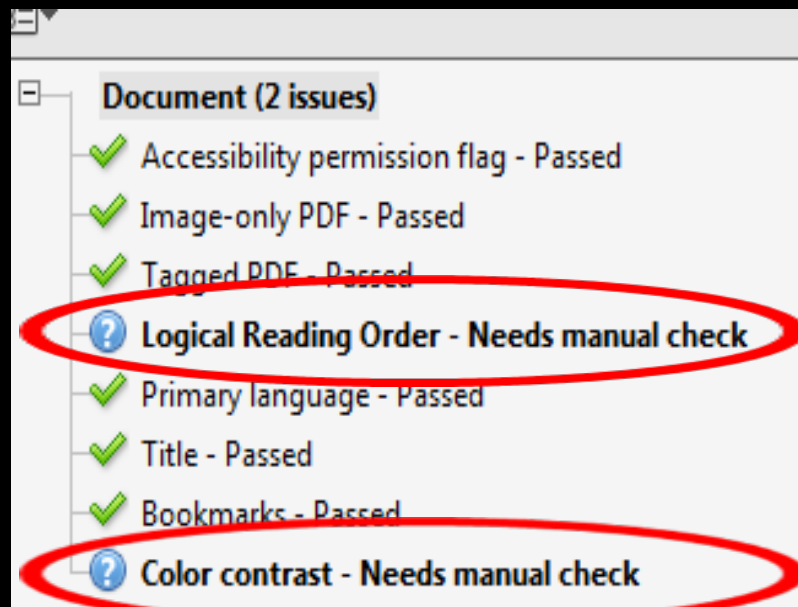 Document (2 issues)
Accessibility permission flag - Passed
Image-only PDF - Passed
Tagged PDF - Passed
Logical Reading Order - Needs manual check
Primary language - Passed
Title - Passed
Bookmarks - Passed
Color contrast - Needs manual check